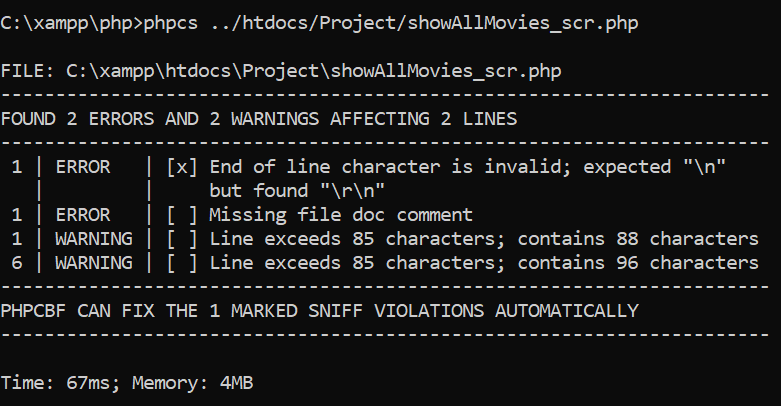 C:\xampp\php>phpcs ../htdocs/Project/showAllMovies_scr.php
FILE: C:\xampp\htdocs\Project\showAllMovies_scr.php
----------------------------------------------------------------------
FOUND 2 ERRORS AND 2 WARNINGS AFFECTING 2 LINES
----------------------------------------------------------------------
 1 | ERROR   | [x] End of line character is invalid; expected "\n"
   |         |     but found "\r\n"
 1 | ERROR   | [ ] Missing file doc comment
 1 | WARNING | [ ] Line exceeds 85 characters; contains 88 characters
 6 | WARNING | [ ] Line exceeds 85 characters; contains 96 characters
----------------------------------------------------------------------
PHPCBF CAN FIX THE 1 MARKED SNIFF VIOLATIONS AUTOMATICALLY
----------------------------------------------------------------------
Time: 67ms; Memory: 4MB